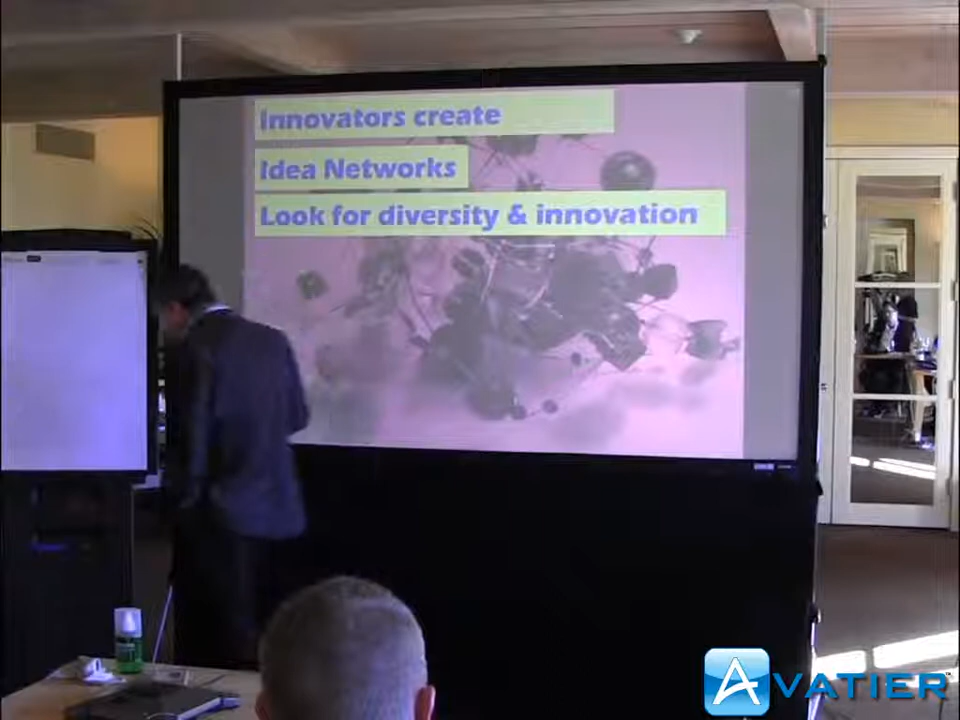 Innovators create
Idea Networks
Look for diversity & innovation
AVATIER